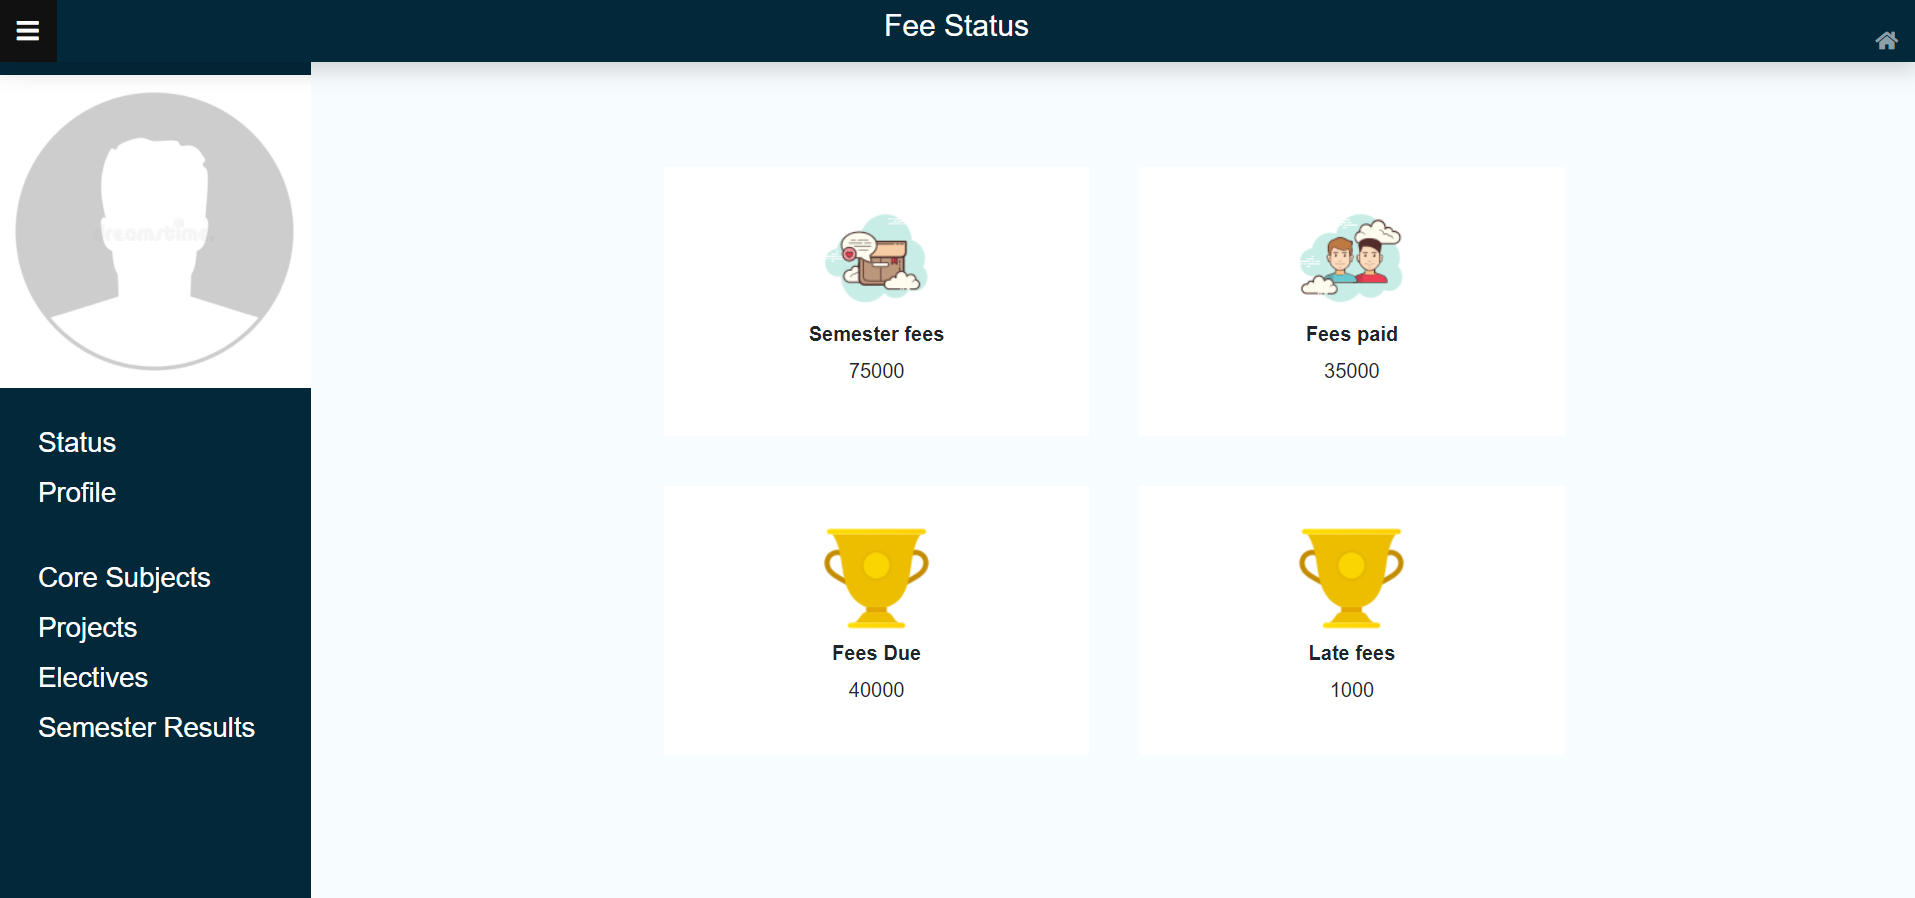 Fee Status
dreamstime.
Status
Profile
Core Subjects
Projects
Electives
Semester Results
Semester fees
75000
Fees paid
35000
Fees Due
40000
Late fees
1000